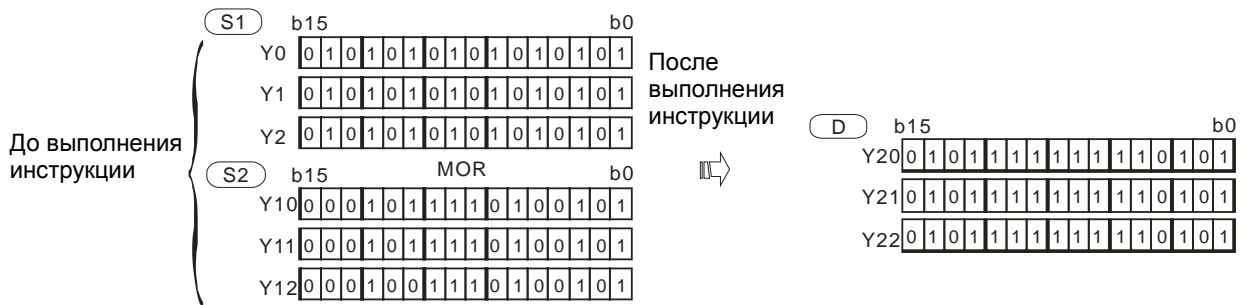 S1 b15 b0
Y0 0 1 0 1 0 1 0 1 0 1 0 1 0 1 0 1
Y1 0 1 0 1 0 1 0 1 0 1 0 1 0 1 0 1
Y2 0 1 0 1 0 1 0 1 0 1 0 1 0 1 0 1
До выполнения
инструкции
S2 b15 MOR b0
Y10 0 0 0 1 0 1 1 1 1 0 1 0 0 1 0 1
Y11 0 0 0 1 0 1 1 1 1 0 1 0 0 1 0 1
Y12 0 0 0 1 0 0 1 1 1 0 1 0 0 1 0 1
После
выполнения
инструкции
D b15 b0
Y20 0 1 0 1 1 1 1 1 1 1 1 1 0 1 0 1
Y21 0 1 0 1 1 1 1 1 1 1 1 1 0 1 0 1
Y22 0 1 0 1 1 1 1 1 1 1 1 1 0 1 0 1